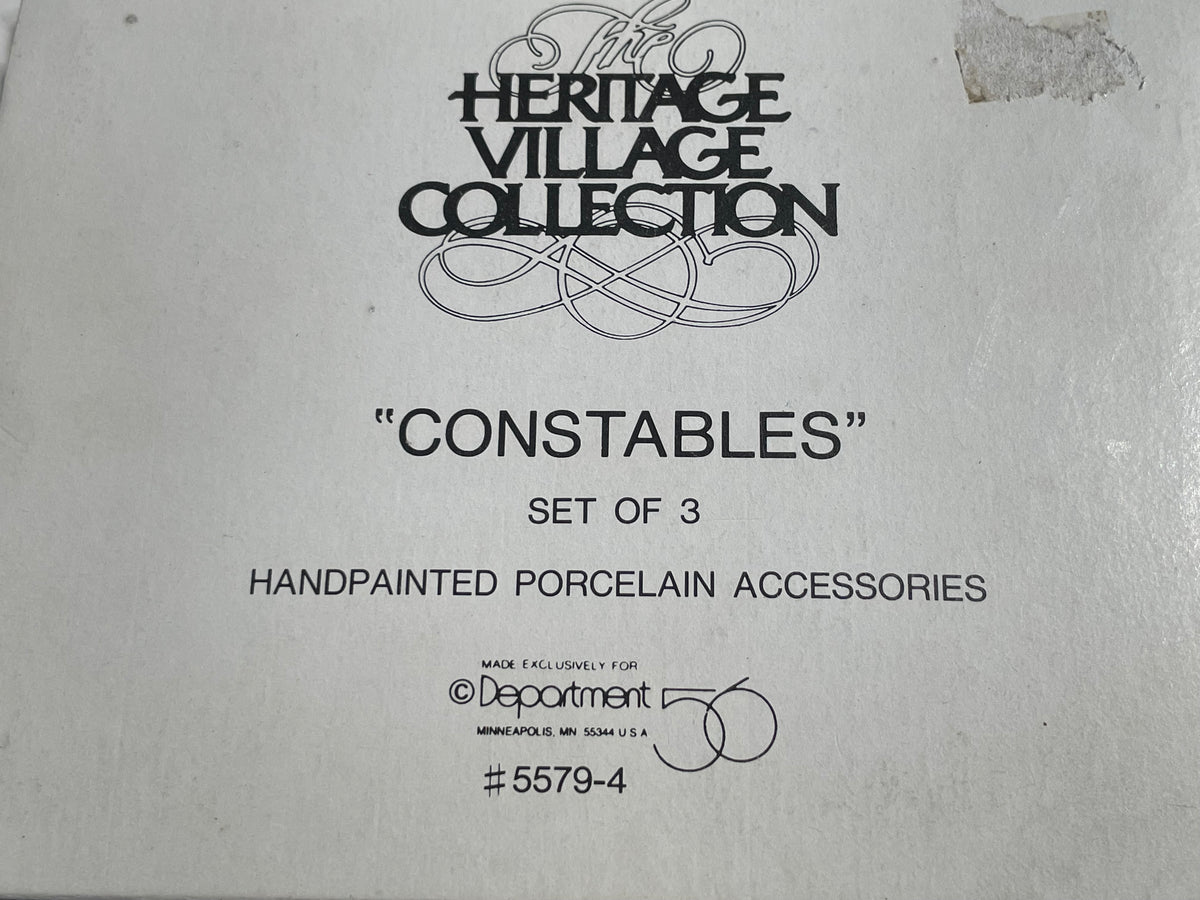 The
HERITAGE
VILLAGE
COLLECTION
"CONSTABLES"
SET OF 3
HANDPAINTED PORCELAIN ACCESSORIES
MADE EXCLUSIVELY FOR
©Department 56
MINNEAPOLIS, MN 55344 U S A
#5579-4